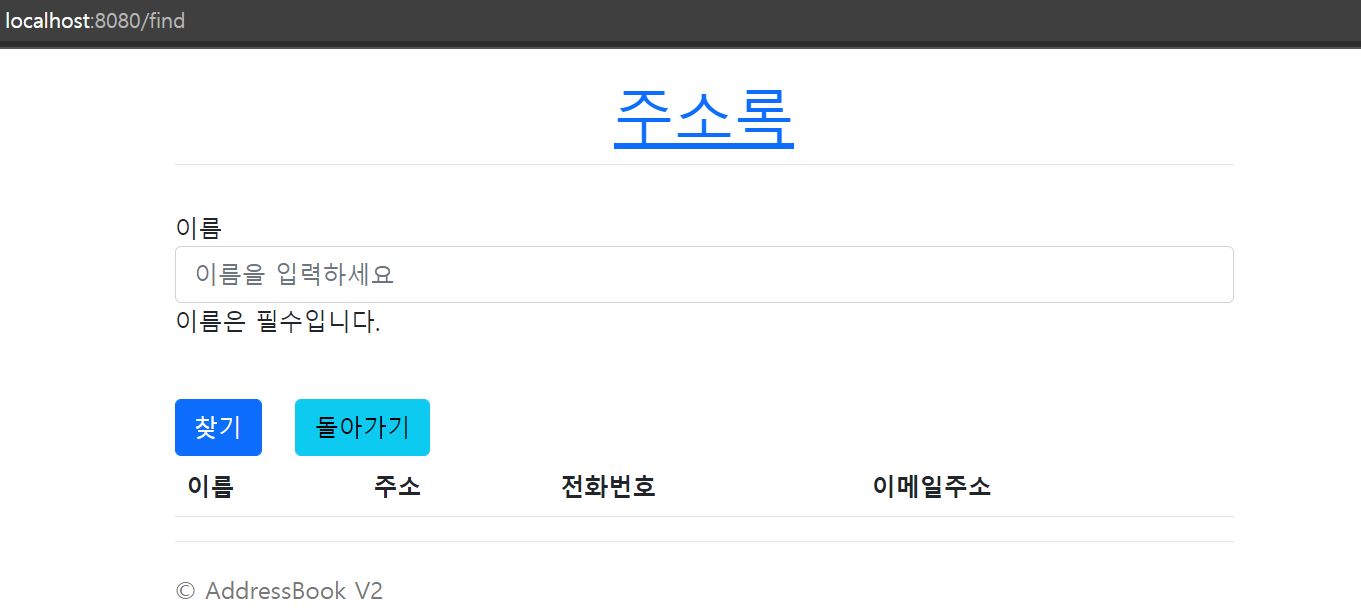 localhost:8080/find
주소록
이름
이름을 입력하세요
이름은 필수입니다.
찾기 돌아가기
이름 주소 전화번호 이메일주소
© AddressBook V2